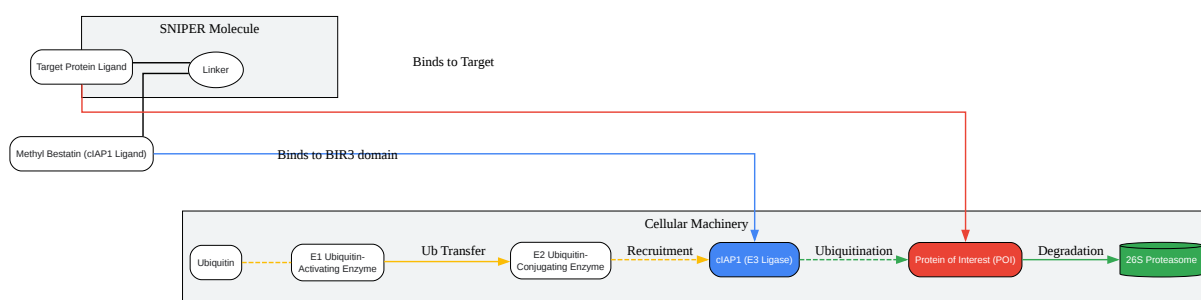 SNIPER Molecule
Target Protein Ligand
Linker
Binds to Target
Methyl Bestatin (cIAP1 Ligand)
Binds to BIR3 domain
Cellular Machinery
Ubiquitin
E1 Ubiquitin-
Activating Enzyme
Ub Transfer
E2 Ubiquitin-
Conjugating Enzyme
Recruitment
cIAP1 (E3 Ligase)
Ubiquitination
Protein of Interest (POI)
Degradation
26S Proteasome